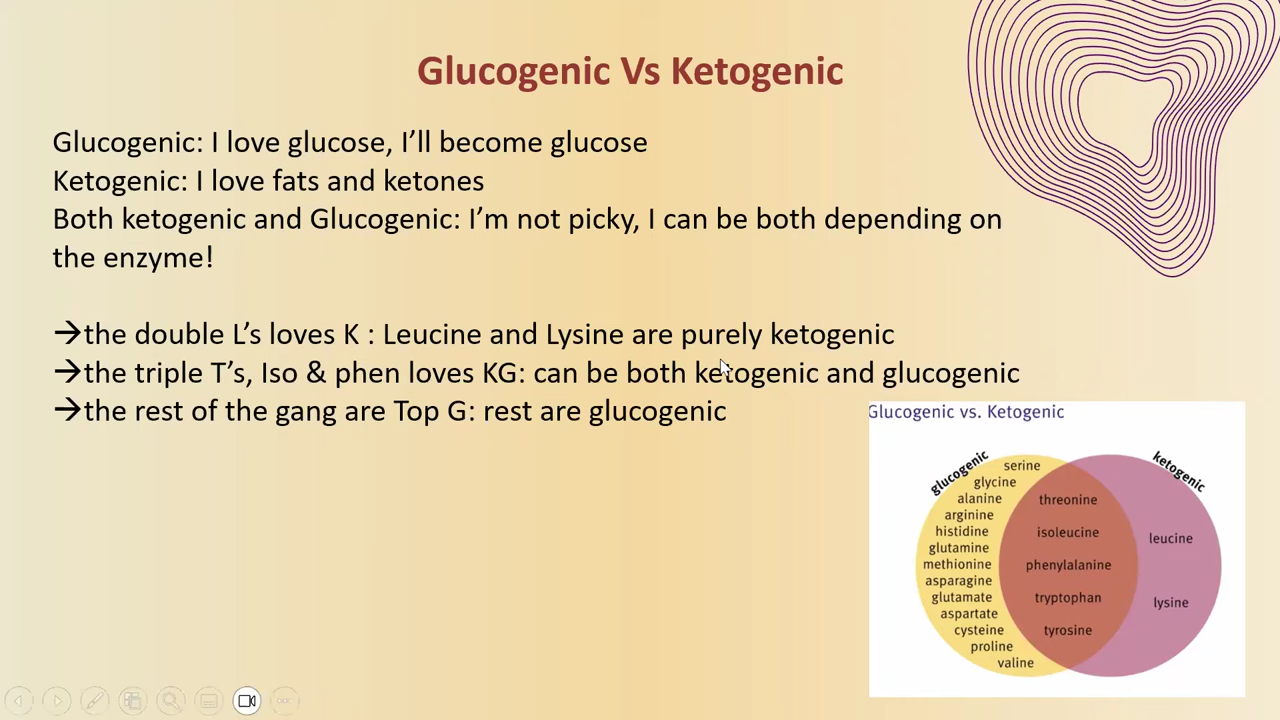 Glucogenic Vs Ketogenic
Glucogenic: I love glucose, I’ll become glucose
Ketogenic: I love fats and ketones
Both ketogenic and Glucogenic: I’m not picky, I can be both depending on
the enzyme!
→the double L’s loves K : Leucine and Lysine are purely ketogenic
→the triple T’s, Iso & phen loves KG: can be both ketogenic and glucogenic
→the rest of the gang are Top G: rest are glucogenic
Glucogenic vs. Ketogenic
glucogenic
serine
glycine
alanine
arginine
histidine
glutamine
methionine
asparagine
glutamate
aspartate
cysteine
proline
valine
threonine
isoleucine
phenylalanine
tryptophan
tyrosine
ketogenic
leucine
lysine